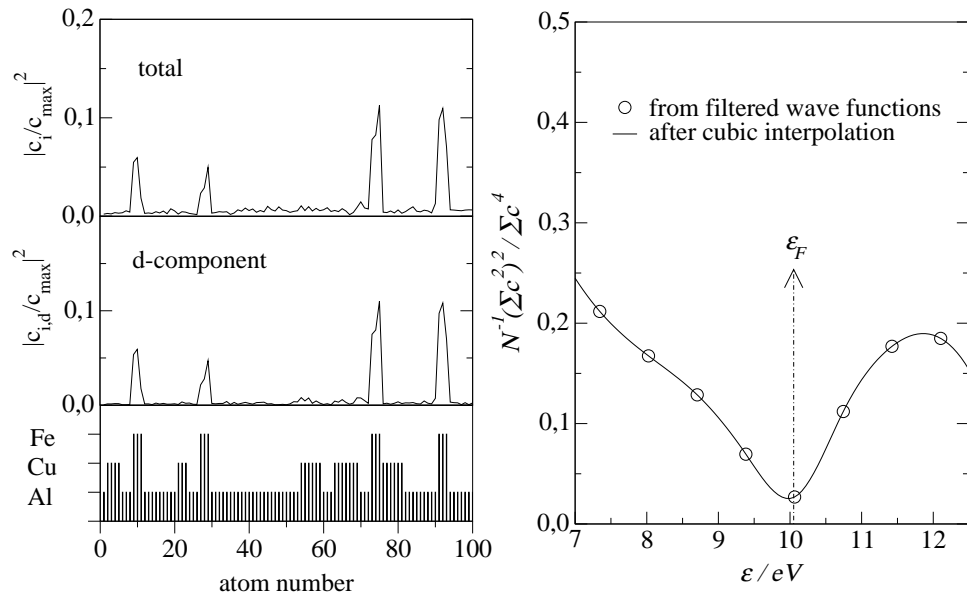 0,2
total
0,1
|c_i/c_max|^2
0,0
d-component
0,1
|c_i,d/c_max|^2
0,0
Fe
Cu
Al
0 20 40 60 80 100
atom number
0,5
0,4
0,3
0,2
0,1
0,0
N^-1(Σc^2)^2/Σc^4
from filtered wave functions
after cubic interpolation
ε_F
7 8 9 10 11 12
ε / eV